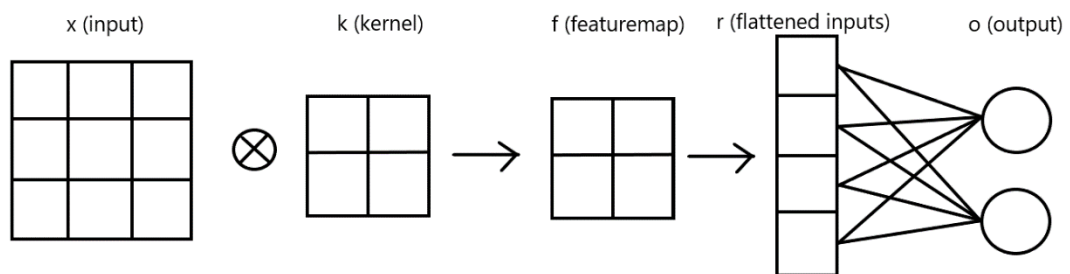 x (input)
k (kernel)
f (featuremap)
r (flattened inputs)
o (output)